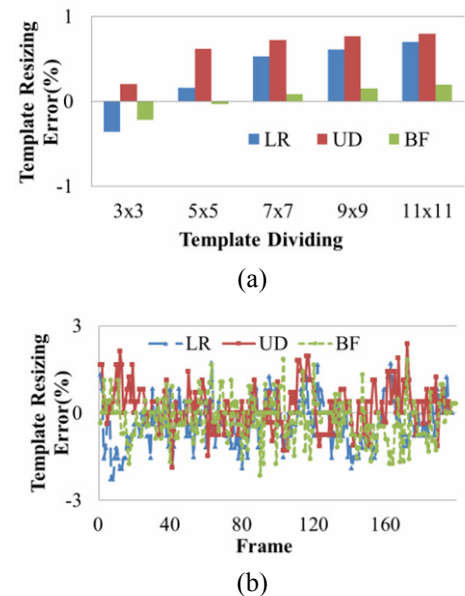 (a)
Template Resizing
Error(%)
1
0
-1
LR UD BF
3x3 5x5 7x7 9x9 11x11
Template Dividing
(a)
Template Resizing
Error(%)
3
0
-3
LR UD BF
0 40 80 120 160
Frame
(b)